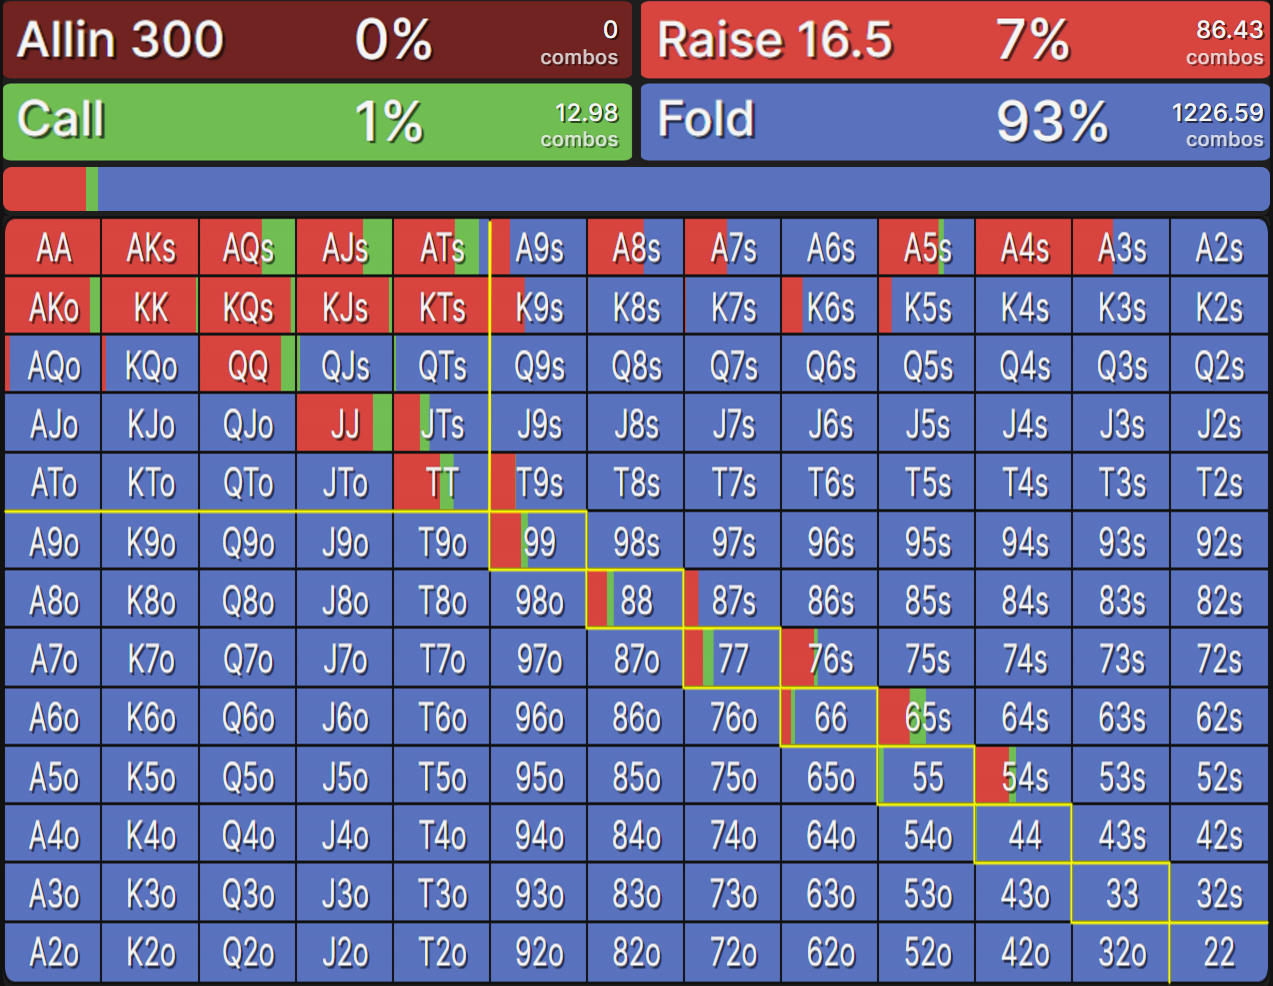 Allin 300 0% 0 combos Raise 16.5 7% 86.43 combos
Call 1% 12.98 combos Fold 93% 1226.59 combos
AA AKs AQs AJs ATs A9s A8s A7s A6s A5s A4s A3s A2s
AKo KK KQs KJs KTs K9s K8s K7s K6s K5s K4s K3s K2s
AQo KQo QQ QJs QTs Q9s Q8s Q7s Q6s Q5s Q4s Q3s Q2s
AJo KJo QJo JJ JTs J9s J8s J7s J6s J5s J4s J3s J2s
ATo KTo QTo JTo TT T9s T8s T7s T6s T5s T4s T3s T2s
A9o K9o Q9o J9o T9o 99 98s 97s 96s 95s 94s 93s 92s
A8o K8o Q8o J8o T8o 98o 88 87s 86s 85s 84s 83s 82s
A7o K7o Q7o J7o T7o 97o 87o 77 76s 75s 74s 73s 72s
A6o K6o Q6o J6o T6o 96o 86o 76o 66 65s 64s 63s 62s
A5o K5o Q5o J5o T5o 95o 85o 75o 65o 55 54s 53s 52s
A4o K4o Q4o J4o T4o 94o 84o 74o 64o 54o 44 43s 42s
A3o K3o Q3o J3o T3o 93o 83o 73o 63o 53o 43o 33 32s
A2o K2o Q2o J2o T2o 92o 82o 72o 62o 52o 42o 32o 22